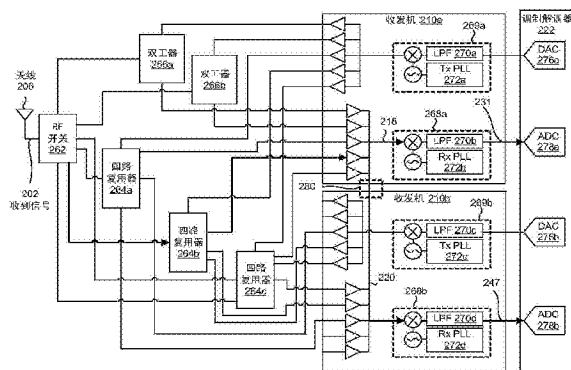 收发机 210a
调制解调器
222
双工器
266a
双工器
266b
天线
206
RF
开关
262
202
收到信号
四路
复用器
264a
四路
复用器
264b
四路
复用器
264c
269a
LPF 270a
Tx PLL
272a
DAC
276a
216
268a
231
LPF 270b
Rx PLL
272b
ADC
278a
280
收发机 210b
269b
LPF 270c
Tx PLL
272c
DAC
276b
220
268b
247
LPF 270d
Rx PLL
272d
ADC
278b